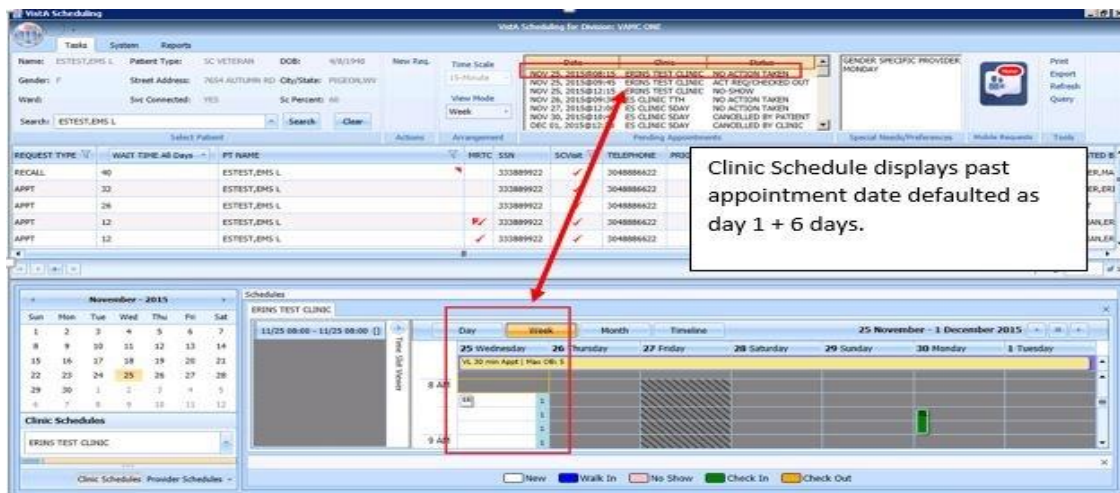 VistA Scheduling
VistA Scheduling for Division: VAMC ONE
Tasks System Reports
Name: ESTEST,EMS L Patient Type: SC VETERAN DOB: 4/8/1940 New Req. Time Scale Date Clinic Status GENDER SPECIFIC PROVIDER Print
MONDAY Export
Gender: F Street Address: 7654 AUTUMN RD City/State: PIGEON,WV 15-Minute Refresh
Ward: Svc Connected: YES Sc Percent: 60 View Mode Query
Week
NOV 25, 2015@08:15 ERINS TEST CLINIC NO ACTION TAKEN
ERINS TEST CLINIC ACT REQ/CHECKED OUT
NOV 25, 2015@12:15 ERINS TEST CLINIC NO-SHOW
NOV 26, 2015@09:30 ES CLINIC TTH NO ACTION TAKEN
NOV 27, 2015@12:00 ES CLINIC 5DAY NO ACTION TAKEN
NOV 30, 2015@10: ES CLINIC 5DAY CANCELLED BY PATIENT
DEC 01, 2015@12: ES CLINIC 5DAY CANCELLED BY CLINIC
Search: ESTEST,EMS L Search Clear
Select Patient Actions Arrangement Pending Appointments Special Needs/Preferences Mobile Requests Tools
REQUEST TYPE WAIT TIME All Days PT NAME MRTC SSN SCVisit TELEPHONE
RECALL 40 ESTEST,EMS L 333889922 3048886622
APPT 32 ESTEST,EMS L 333889922 3048886622
APPT 26 ESTEST,EMS L 333889922 3048886622
APPT 12 ESTEST,EMS L 333889922 3048886622
APPT 12 ESTEST,EMS L 333889922 3048886622
Clinic Schedule displays past
appointment date defaulted as
day 1 + 6 days.
November - 2015
Sun Mon Tue Wed Thu Fri Sat
1 2 3 4 5 6 7
8 9 10 11 12 13 14
15 16 17 18 19 20 21
22 23 24 25 26 27 28
29 30 1 2 3 4 5
6 7 8 9 10 11 12
Clinic Schedules
ERINS TEST CLINIC
Clinic Schedules Provider Schedules
Schedules
ERINS TEST CLINIC
11/25 08:00 - 11/25 08:00 []
Time Slot Viewer
Day Week Month Timeline 25 November - 1 December 2015
25 Wednesday 26 Thursday 27 Friday 28 Saturday 29 Sunday 30 Monday 1 Tuesday
VL 30 min Appt | Max OB: 5
8 AM
9 AM
New Walk In No Show Check In Check Out